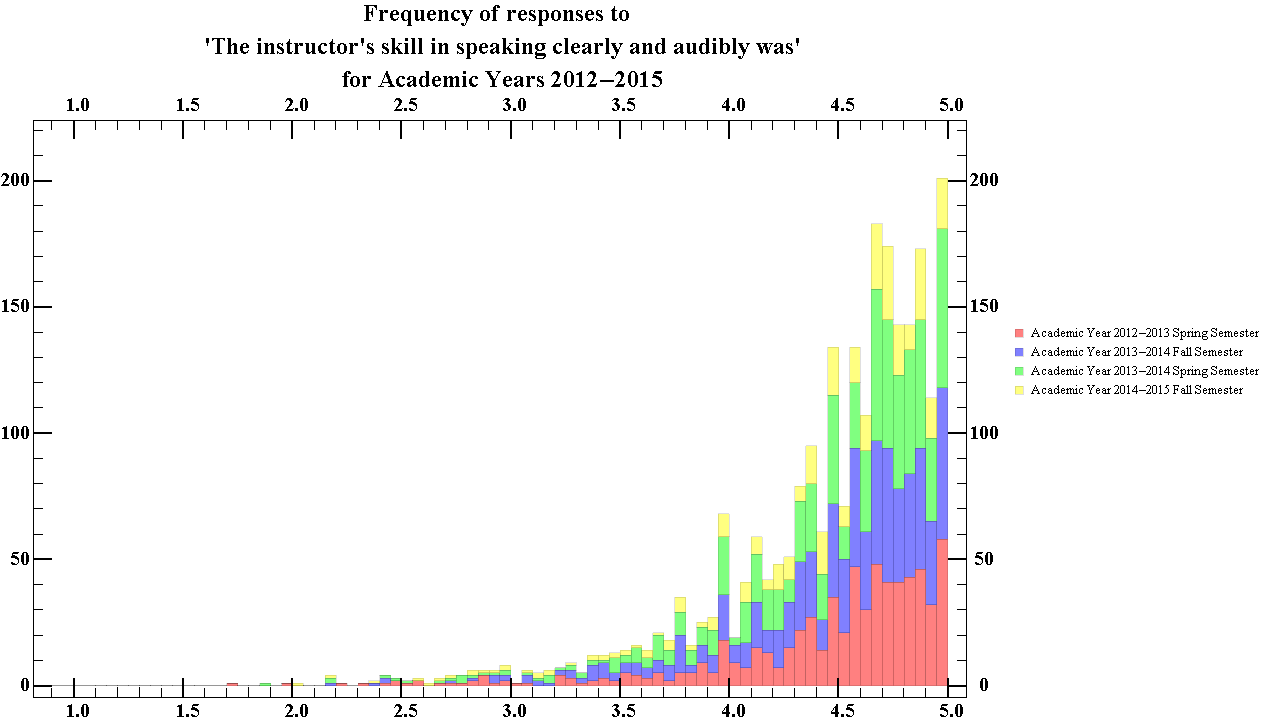 Frequency of responses to
'The instructor's skill in speaking clearly and audibly was'
for Academic Years 2012–2015
1.0 1.5 2.0 2.5 3.0 3.5 4.0 4.5 5.0
200 200
150 150
Academic Year 2012–2013 Spring Semester
Academic Year 2013–2014 Fall Semester
Academic Year 2013–2014 Spring Semester
Academic Year 2014–2015 Fall Semester
100 100
50 50
0 0
1.0 1.5 2.0 2.5 3.0 3.5 4.0 4.5 5.0